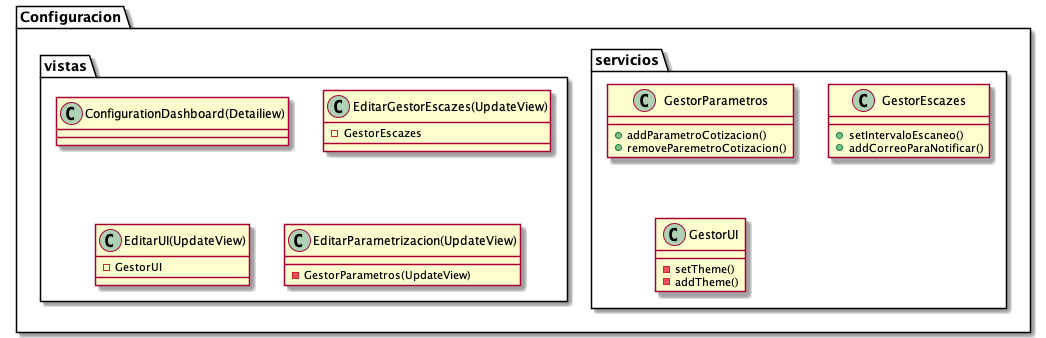 Configuracion
vistas
C ConfigurationDashboard(Detailiew)
C EditarGestorEscazes(UpdateView)
GestorEscazes
C EditarUI(UpdateView)
GestorUI
C EditarParametrizacion(UpdateView)
GestorParametros(UpdateView)
servicios
C GestorParametros
addParametroCotizacion()
removeParemetroCotizacion()
C GestorEscazes
setIntervaloEscaneo()
addCorreoParaNotificar()
C GestorUI
setTheme()
addTheme()